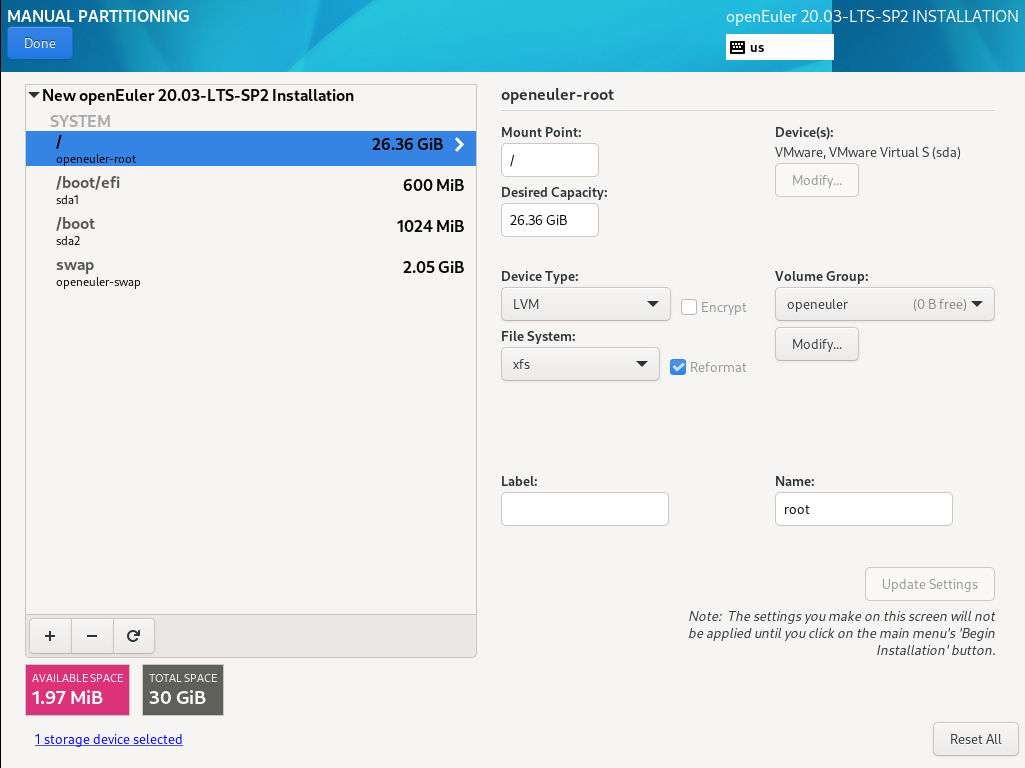 MANUAL PARTITIONING
openEuler 20.03-LTS-SP2 INSTALLATION
Done
us
New openEuler 20.03-LTS-SP2 Installation
SYSTEM
/
26.36 GiB
openeuler-root
/boot/efi
600 MiB
sda1
/boot
1024 MiB
sda2
swap
2.05 GiB
openeuler-swap
AVAILABLE SPACE
1.97 MiB
TOTAL SPACE
30 GiB
1 storage device selected
openeuler-root
Mount Point:
/
Device(s):
VMware, VMware Virtual S (sda)
Modify...
Desired Capacity:
26.36 GiB
Device Type:
LVM
Encrypt
Volume Group:
openeuler (0 B free)
Modify...
File System:
xfs
Reformat
Label:
Name:
root
Update Settings
Note: The settings you make on this screen will not
be applied until you click on the main menu's 'Begin
Installation' button.
Reset All